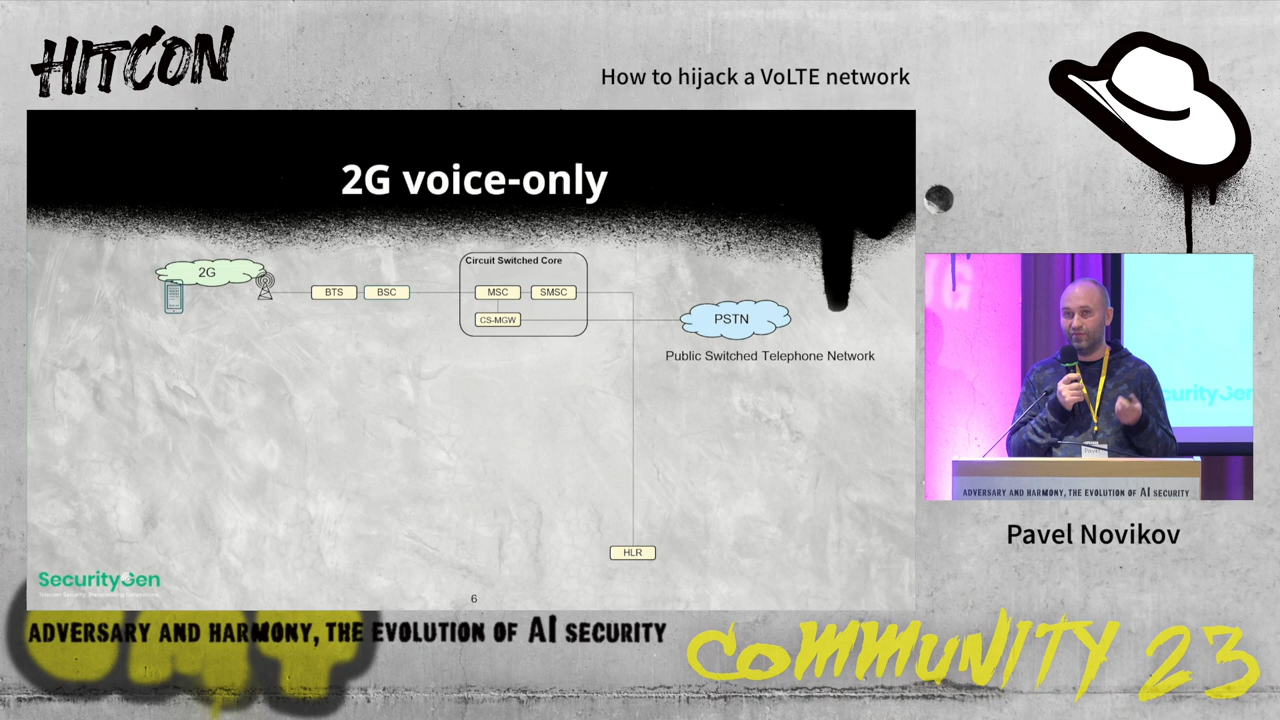 HITCON
How to hijack a VoLTE network
2G voice-only
2G
BTS
BSC
Circuit Switched Core
MSC
SMSC
CS-MGW
PSTN
Public Switched Telephone Network
HLR
SecurityGen
6
curityGen
ADVERSARY AND HARMONY, THE EVOLUTION OF AI SECURITY
Pavel Novikov
ADVERSARY AND HARMONY, THE EVOLUTION OF AI SECURITY
COMMUNITY 23